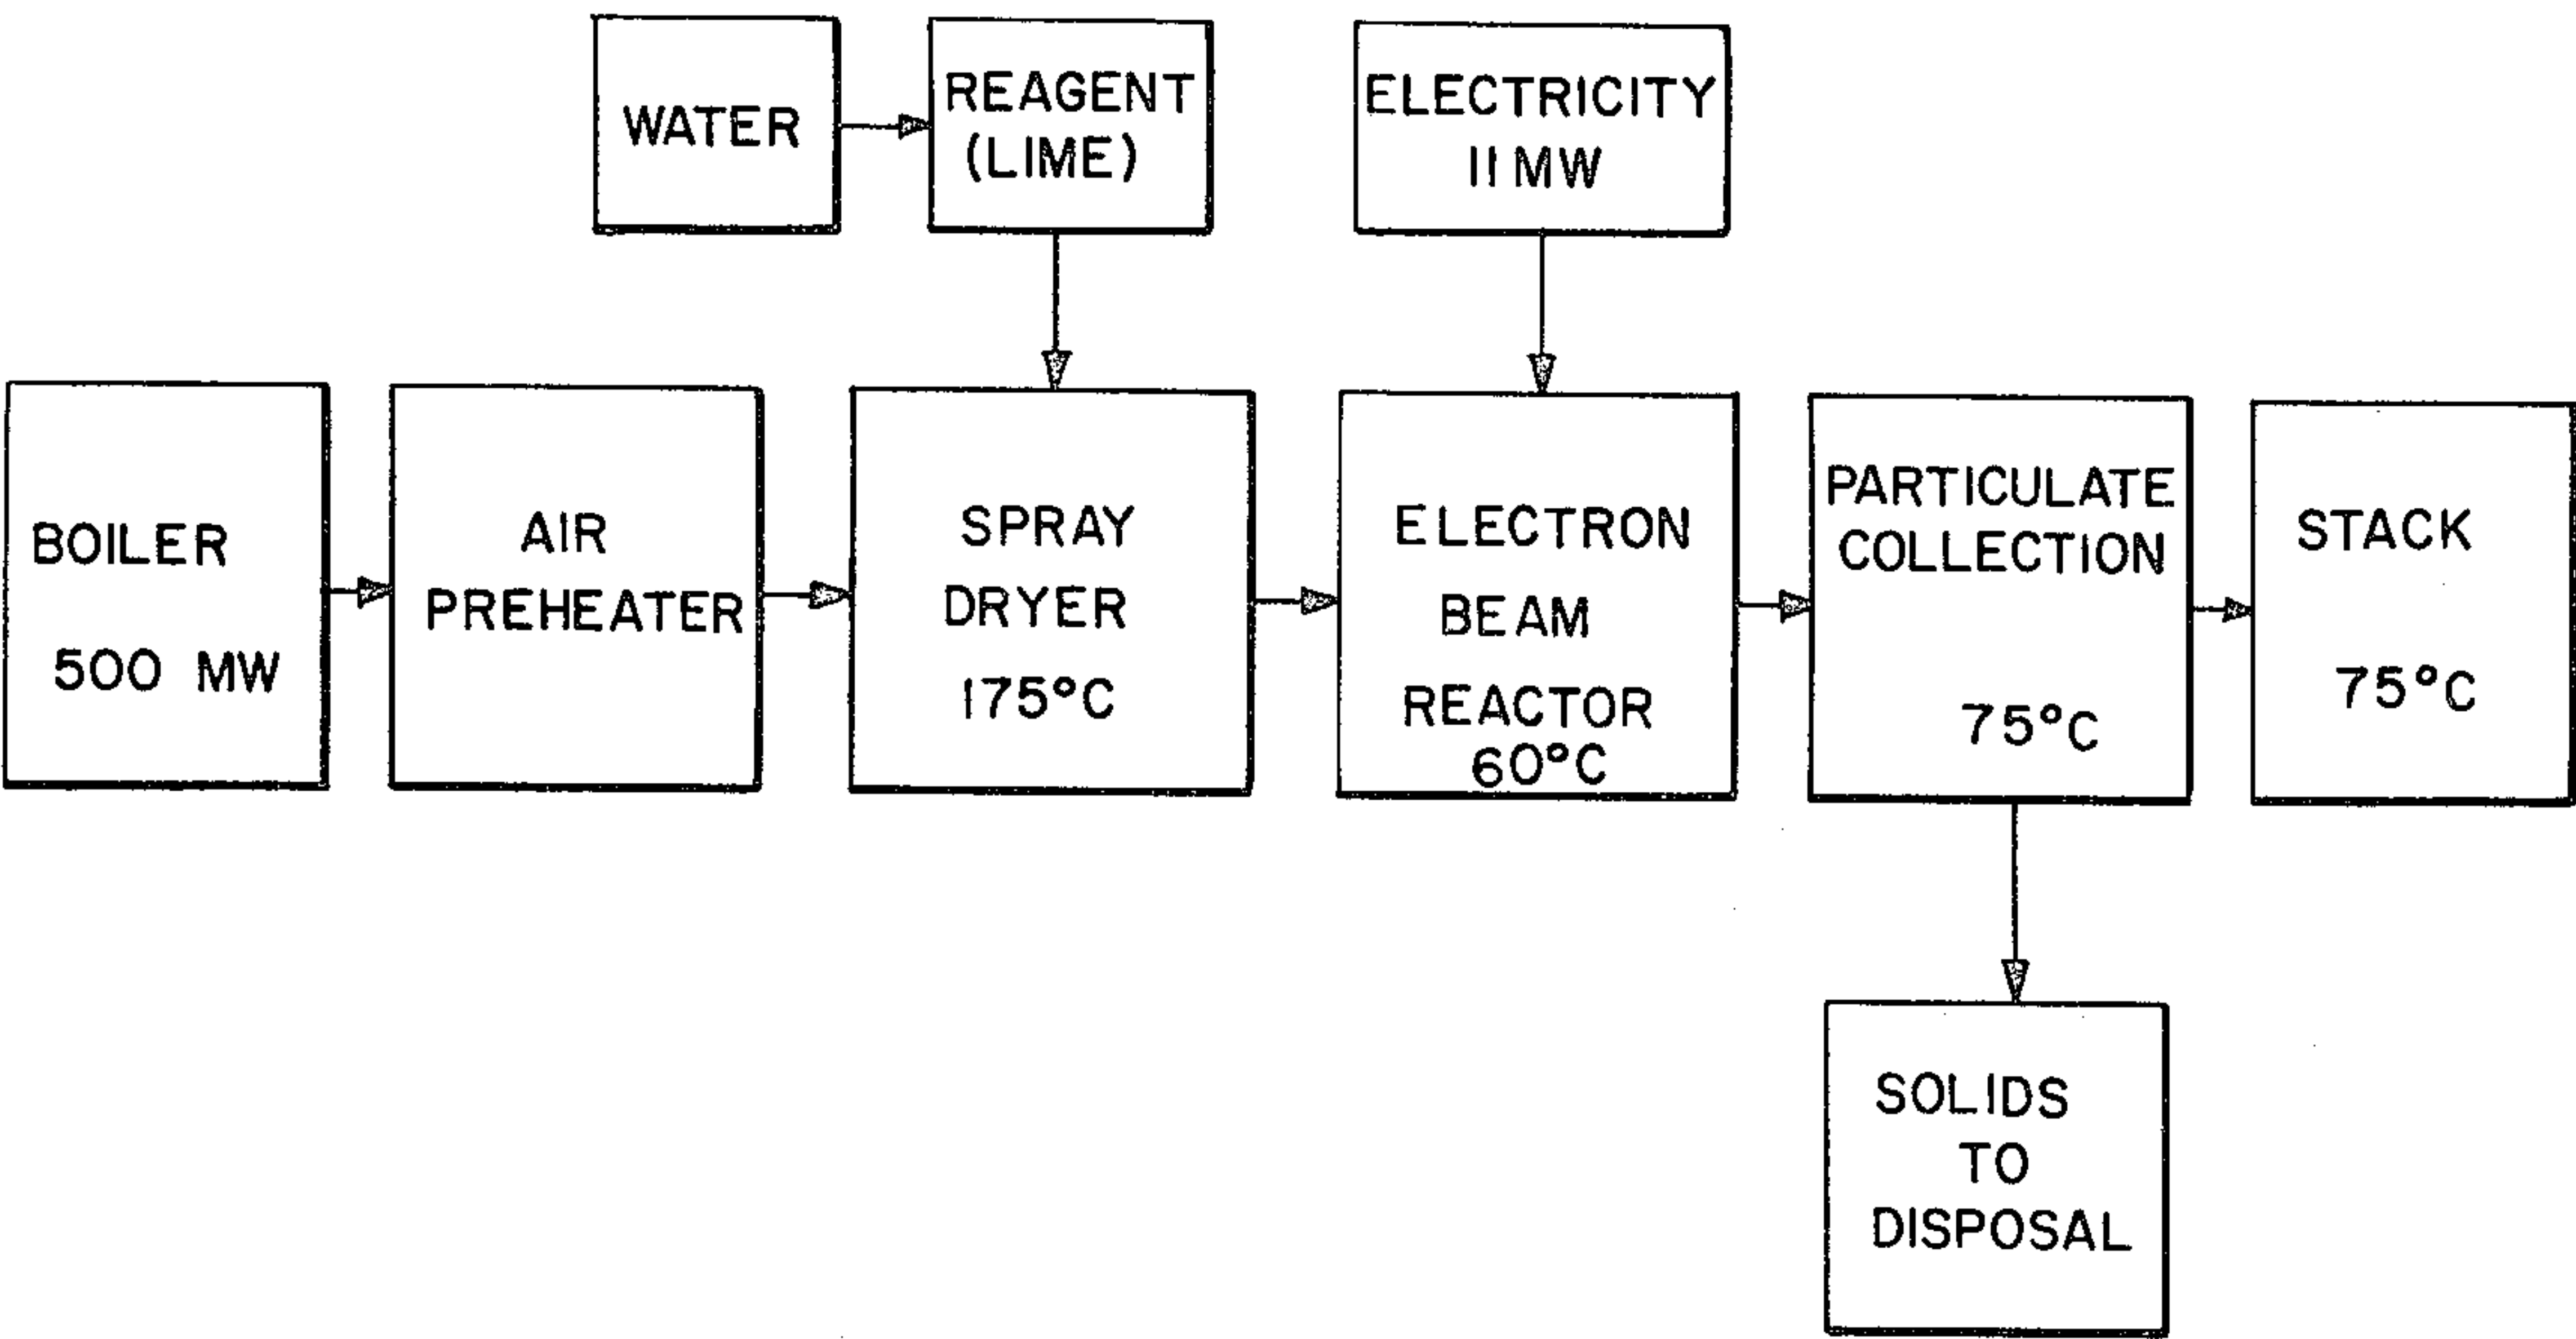 WATER
REAGENT
(LIME)
ELECTRICITY
11 MW
BOILER
500 MW
AIR
PREHEATER
SPRAY
DRYER
175°C
ELECTRON
BEAM
REACTOR
60°C
PARTICULATE
COLLECTION
75°C
STACK
75°C
SOLIDS
TO
DISPOSAL